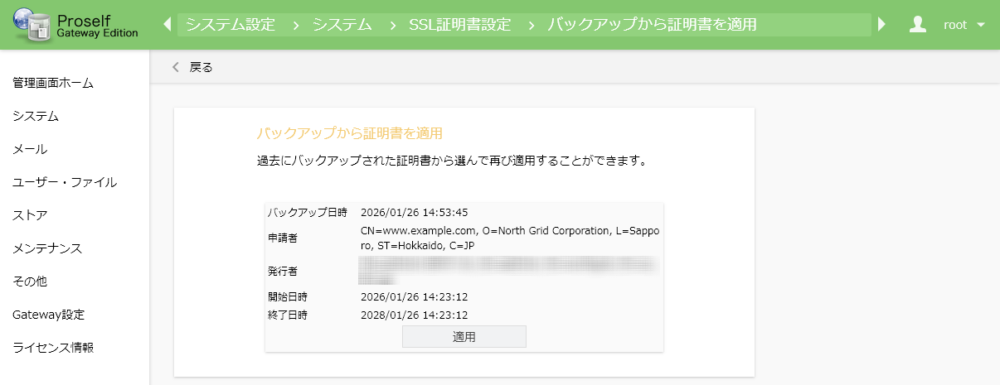 Proself
Gateway Edition
システム設定 › システム › SSL証明書設定 › バックアップから証明書を適用
root
戻る
管理画面ホーム
システム
メール
ユーザー・ファイル
ストア
メンテナンス
その他
Gateway設定
ライセンス情報
バックアップから証明書を適用
過去にバックアップされた証明書から選んで再び適用することができます。
バックアップ日時 2026/01/26 14:53:45
申請者 CN=www.example.com, O=North Grid Corporation, L=Sappo
ro, ST=Hokkaido, C=JP
発行者
開始日時 2026/01/26 14:23:12
終了日時 2028/01/26 14:23:12
適用